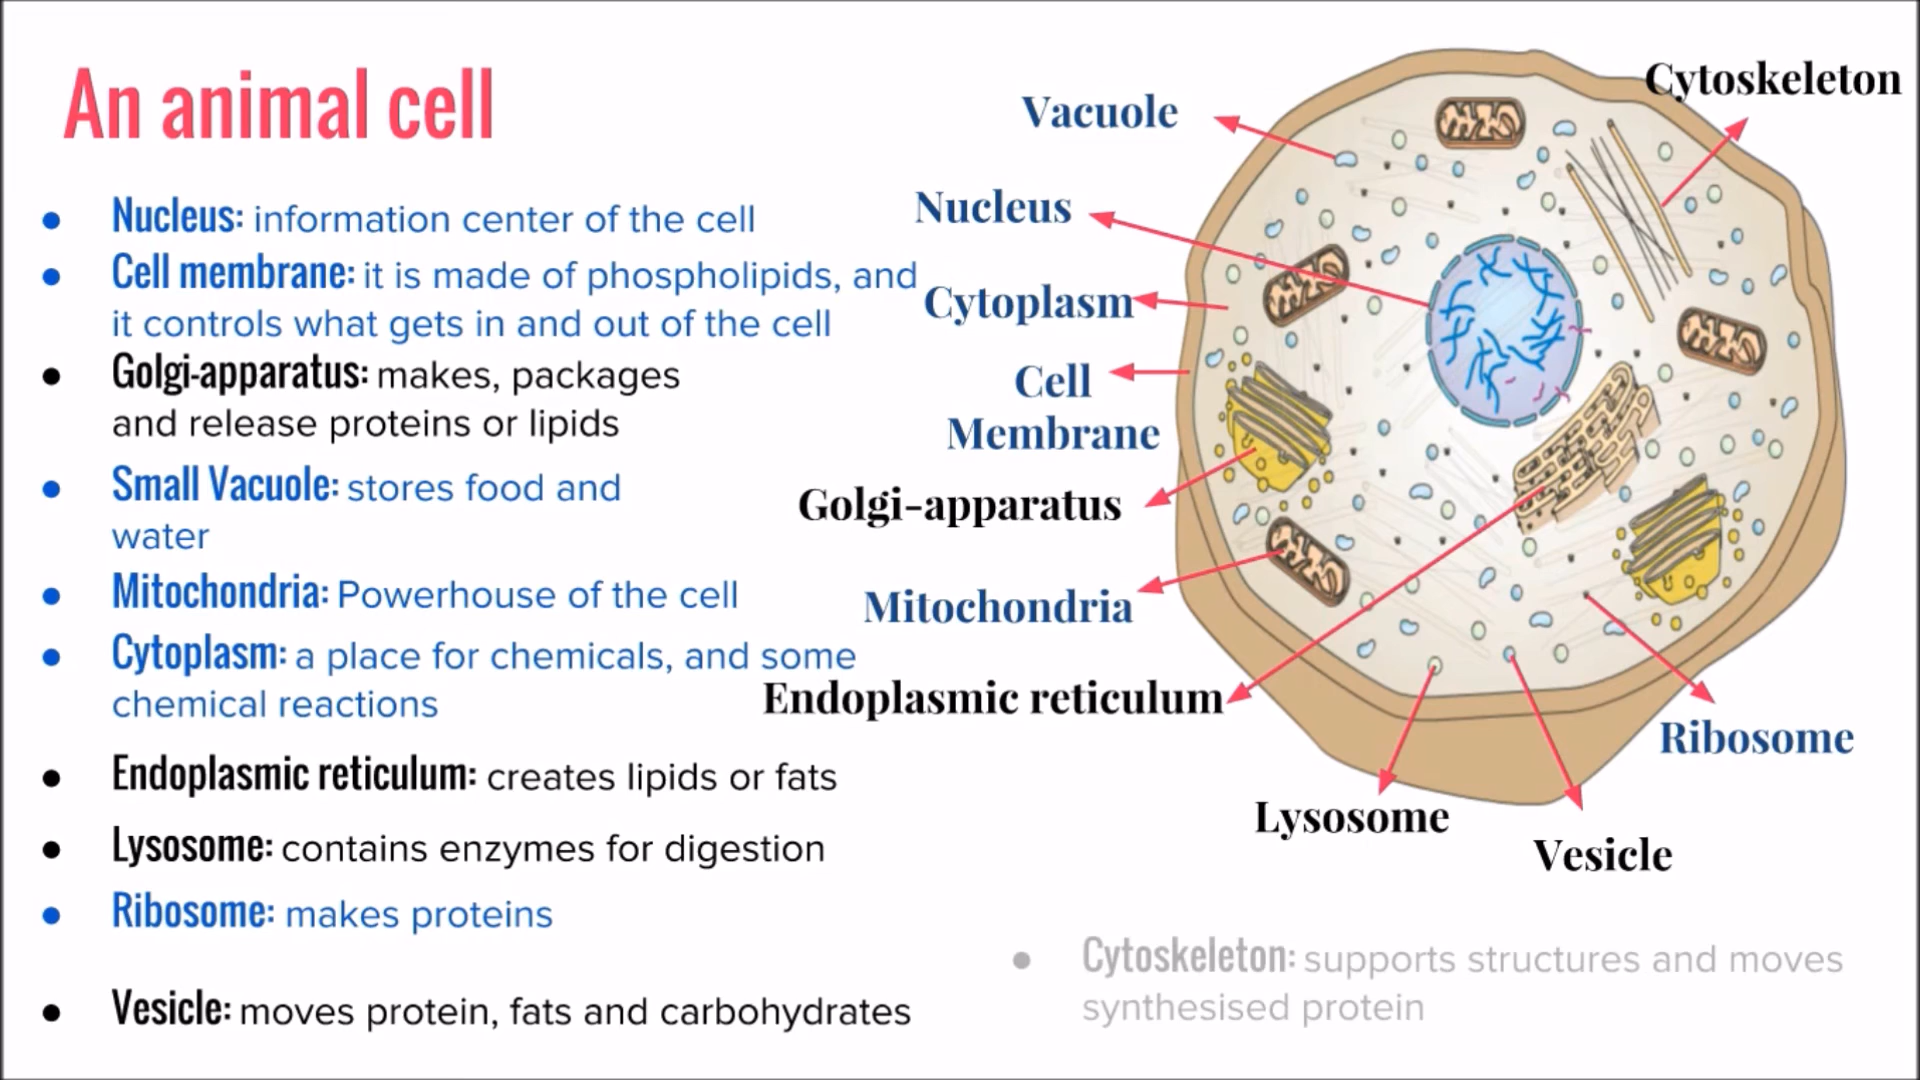 An animal cell
Nucleus: information center of the cell
Cell membrane: it is made of phospholipids, and
it controls what gets in and out of the cell
Golgi-apparatus: makes, packages
and release proteins or lipids
Small Vacuole: stores food and
water
Mitochondria: Powerhouse of the cell
Cytoplasm: a place for chemicals, and some
chemical reactions
Endoplasmic reticulum: creates lipids or fats
Lysosome: contains enzymes for digestion
Ribosome: makes proteins
Vesicle: moves protein, fats and carbohydrates
Cytoskeleton
Vacuole
Nucleus
Cytoplasm
Cell
Membrane
Golgi-apparatus
Mitochondria
Endoplasmic reticulum
Ribosome
Lysosome
Vesicle
Cytoskeleton: supports structures and moves
synthesised protein